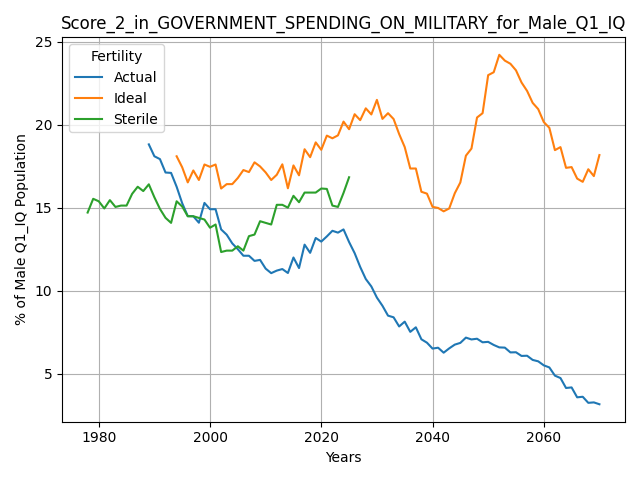 Score_2_in_GOVERNMENT_SPENDING_ON_MILITARY_for_Male_Q1_IQ
Fertility
Actual
Ideal
Sterile
% of Male Q1_IQ Population
25
20
15
10
5
1980 2000 2020 2040 2060
Years